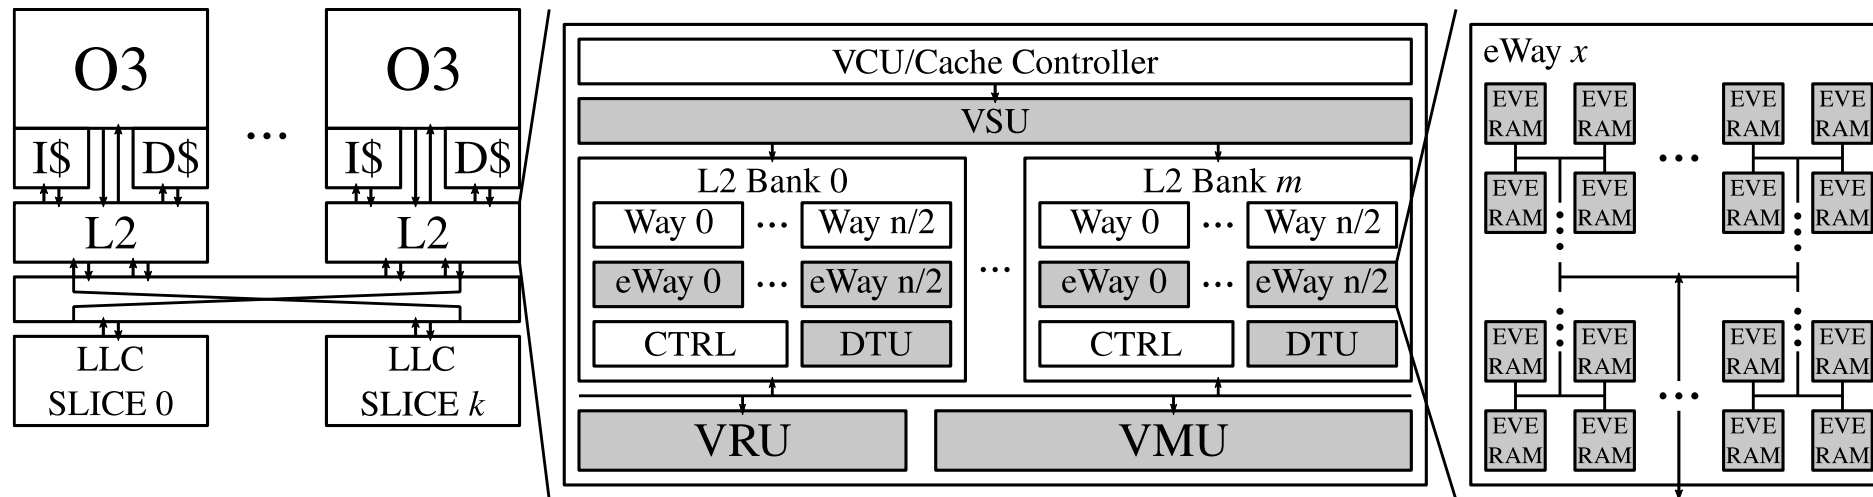 O3
...
O3
I$
D$
I$
D$
L2
L2
LLC
SLICE 0
LLC
SLICE k
VCU/Cache Controller
VSU
L2 Bank 0
Way 0
...
Way n/2
eWay 0
...
eWay n/2
CTRL
DTU
...
L2 Bank m
Way 0
...
Way n/2
eWay 0
...
eWay n/2
CTRL
DTU
VRU
VMU
eWay x
EVE
RAM
EVE
RAM
...
EVE
RAM
EVE
RAM
EVE
RAM
EVE
RAM
EVE
RAM
EVE
RAM
EVE
RAM
EVE
RAM
...
EVE
RAM
EVE
RAM
EVE
RAM
EVE
RAM
EVE
RAM
EVE
RAM